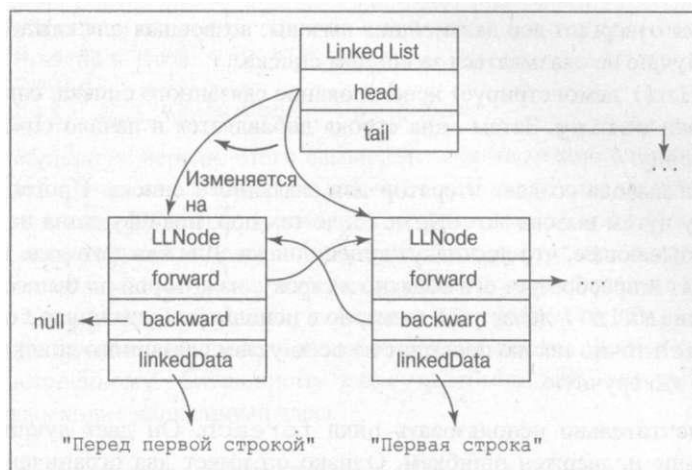 Linked List
head
tail
...
Изменяется
на
LLNode
LLNode
forward
forward
null
backward
backward
linkedData
linkedData
"Перед первой строкой"
"Первая строка"